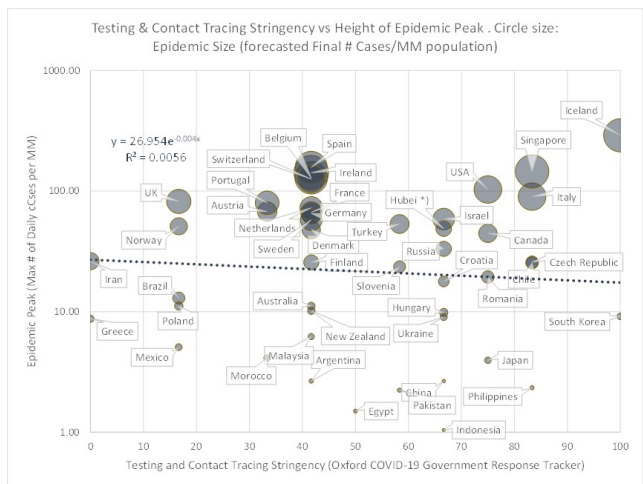 Testing & Contact Tracing Stringency vs Height of Epidemic Peak . Circle size:
Epidemic Size (forecasted Final # Cases/MM population)
Epidemic Peak (Max # of Daily cCses per MM)
1000.00
100.00
10.00
1.00
y = 26.954e^-0.004x
R² = 0.0056
Iceland
Belgium
Spain
Singapore
Switzerland
Ireland
USA
Portugal
France
Hubei *)
UK
Italy
Austria
Germany
Israel
Netherlands
Norway
Turkey
Canada
Sweden
Denmark
Russia
Finland
Croatia
Czech Republic
Iran
Slovenia
Chile
Brazil
Romania
Australia
Hungary
Poland
South Korea
Greece
New Zealand
Ukraine
Mexico
Malaysia
Argentina
Japan
Morocco
China
Philippines
Pakistan
Egypt
Indonesia
0 10 20 30 40 50 60 70 80 90 100
Testing and Contact Tracing Stringency (Oxford COVID-19 Government Response Tracker)